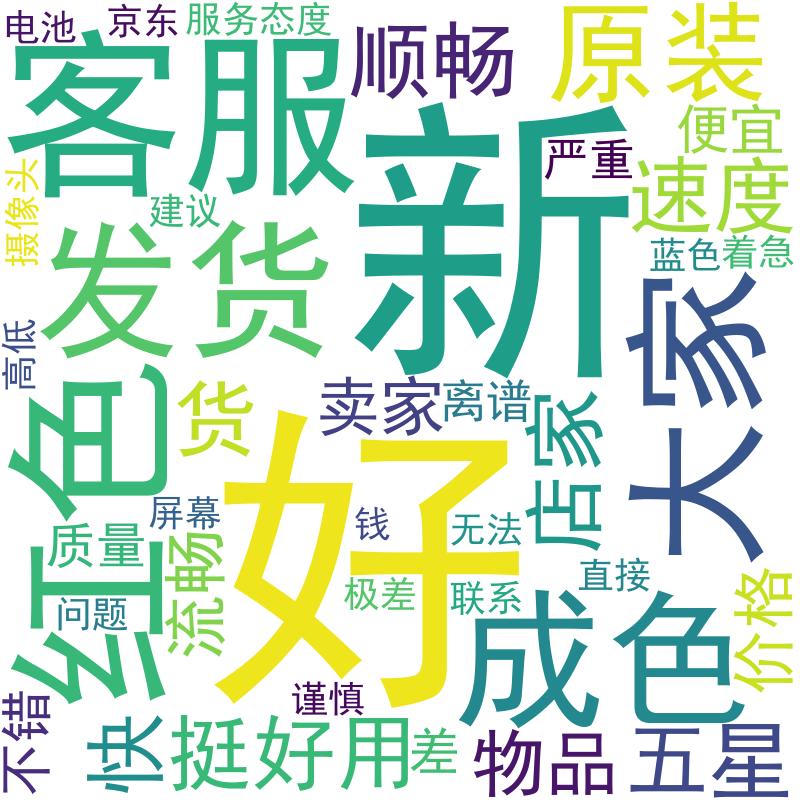 电池
京东
服务态度
客服
顺畅
原装
新
便宜
严重
速度
摄像头
建议
发货
蓝色
着急
大家
高低
红色
货
卖家
离谱
店家
好
屏幕
钱
无法
质量
流畅
极差
联系
直接
价格
问题
成色
谨慎
不错
快
挺好用
差
物品
五星